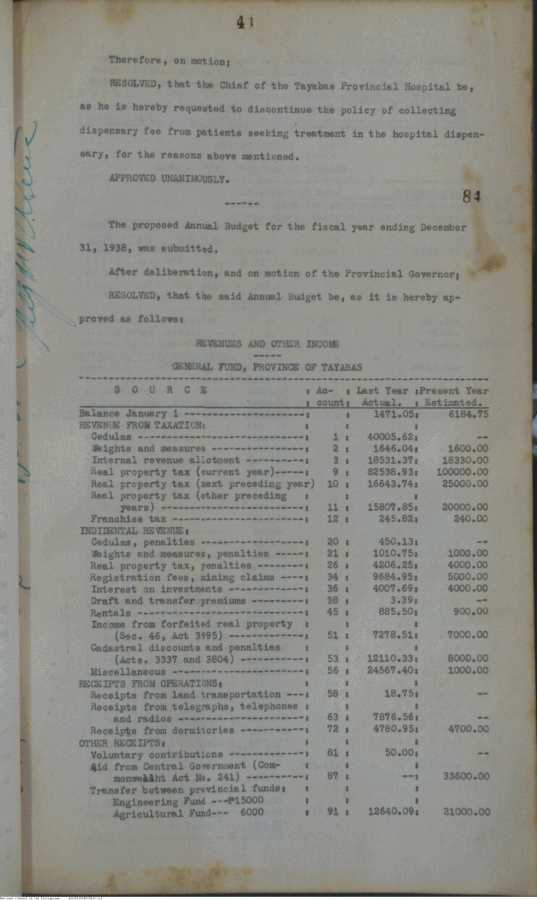 41
Therefore, on motion;
RESOLVED, that the Chief of the Tayabas Provincial Hospital be,
as he is hereby requested to discontinue the policy of collecting
dispensary fee from patients seeking treatment in the hospital dispen-
sary, for the reasons above mentioned.
APPROVED UNANIMOUSLY.
------
84
The proposed Annual Budget for the fiscal year ending December
31, 1938, was submitted.
After deliberation, and on motion of the Provincial Governor;
RESOLVED, that the said Annual Budget be, as it is hereby ap-
proved as follows:
REVENUES AND OTHER INCOME
-----
GENERAL FUND, PROVINCE OF TAYABAS
S O U R C E : Ac- : Last Year :Present Year
: count: Actual. : Estimated.
Balance January 1 --------------------: : 1471.05: 6184.75
REVENUE FROM TAXATION: : :
Cedulas ---------------------------: 1 : 40005.62: --
Weights and measures ---------------: 2 : 1646.04: 1600.00
Internal revenue allotment ----------: 3 : 18531.37: 18330.00
Real property tax (current year)-----: 9 : 82538.93: 100000.00
Real property tax (next preceding year) 10 : 16643.74: 25000.00
Real property tax (other preceding : : :
years) ------------------------: 11 : 15807.85: 20000.00
Franchise tax ----------------------: 12 : 245.82: 240.00
INCIDENTAL REVENUE: : :
Cedulas, penalties -----------------: 20 : 450.13: --
Weights and measures, penalties -----: 21 : 1010.75: 1000.00
Real property tax, penalties --------: 26 : 4206.25: 4000.00
Registration fees, mining claims ----: 34 : 9684.95: 5000.00
Interest on investments -------------: 36 : 4007.69: 4000.00
Draft and transfer premiums ---------: 38 : 3.39: --
Rentals ----------------------------: 45 : 885.50: 900.00
Income from forfeited real property : : :
(Sec. 46, Act 3995) -------------: 51 : 7278.51: 7000.00
Cadastral discounts and penalties : :
(Acts. 3337 and 3804) -----------: 53 : 12110.33: 8000.00
Miscellaneous ----------------------: 56 : 24567.40: 1000.00
RECEIPTS FROM OPERATIONS: : :
Receipts from land transportation ---: 58 : 18.75: --
Receipts from telegraphs, telephones : : :
and radios ---------------------: 63 : 7876.56: --
Receipts from dormitories -----------: 72 : 4780.95: 4700.00
OTHER RECEIPTS: : :
Voluntary contributions -------------: 81 : 50.00: --
Aid from Central Government (Com- : : :
monwealht Act No. 241) ----------: 87 : --: 33600.00
Transfer between provincial funds: : :
Engineering Fund ---P15000 : : :
Agricultural Fund--- 6000 : 91 : 12640.09: 21000.00